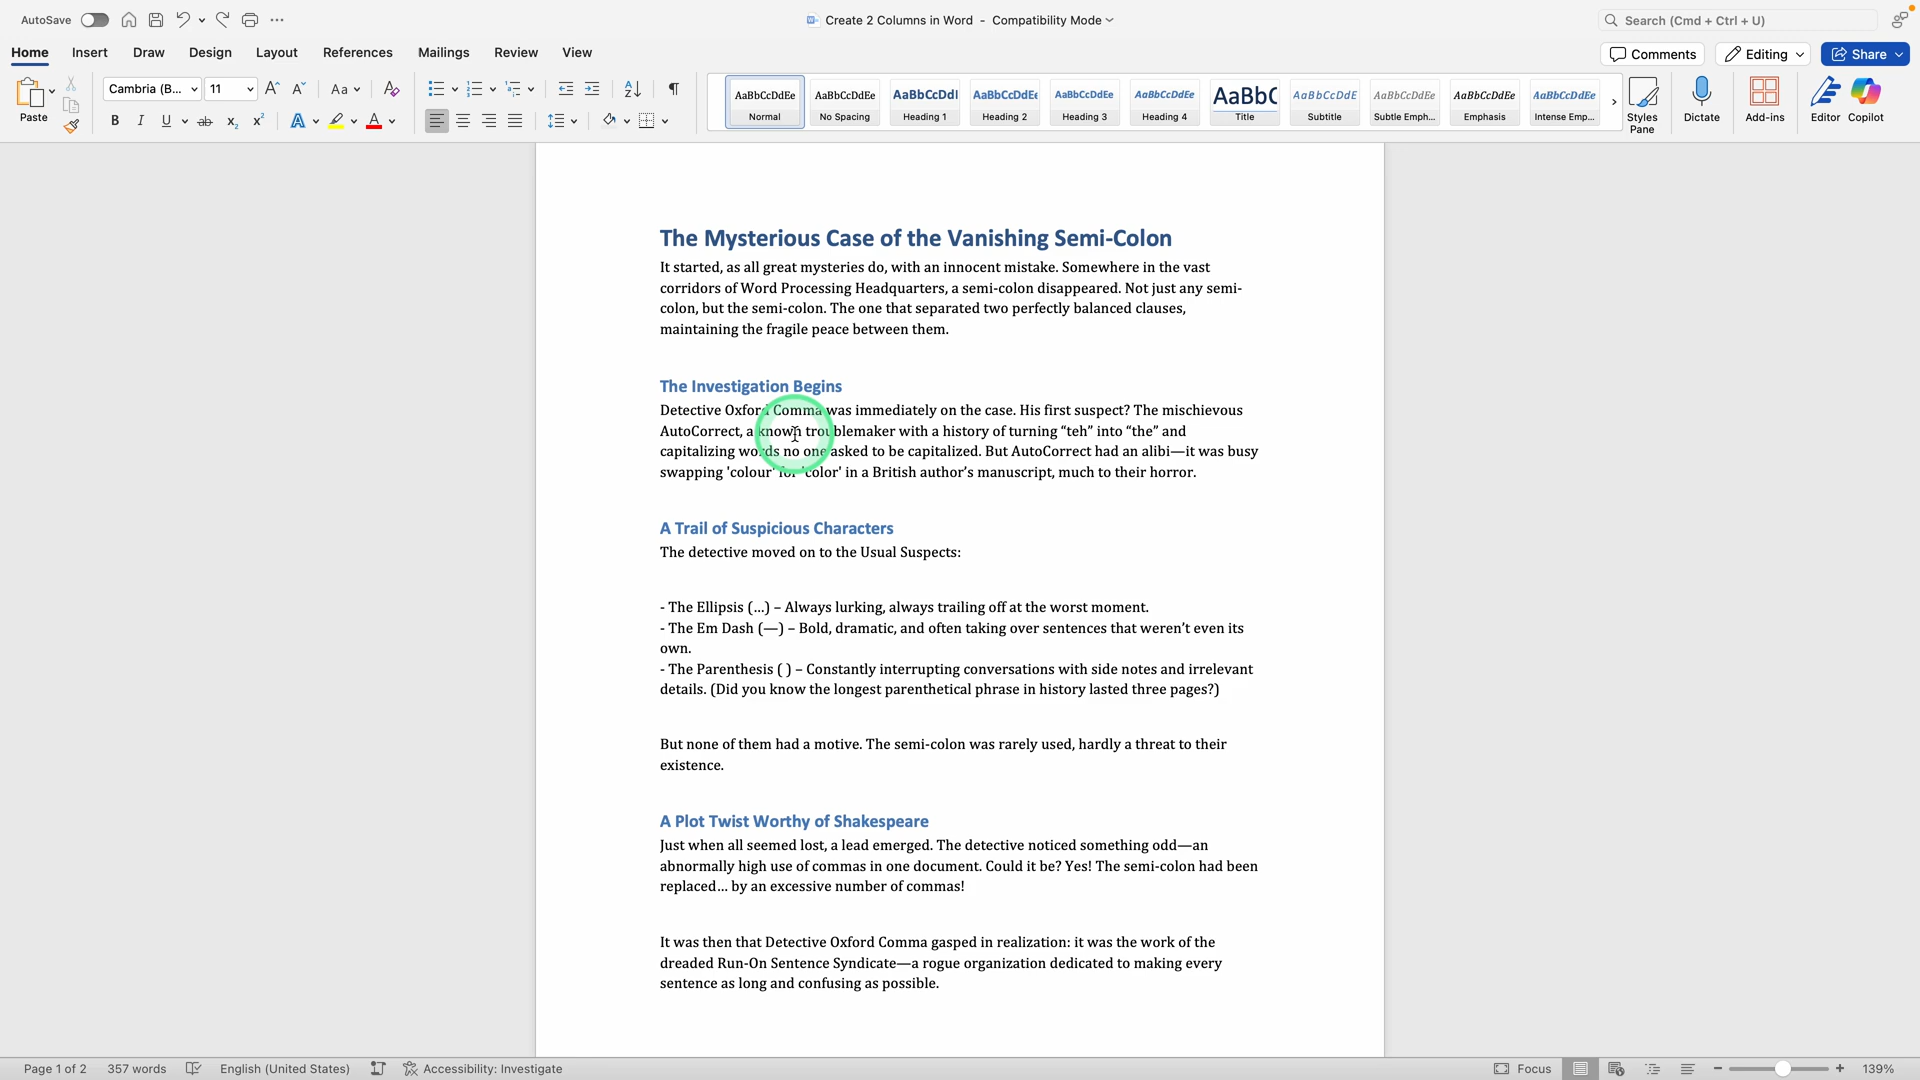 AutoSave
Create 2 Columns in Word - Compatibility Mode
Search (Cmd + Ctrl + U)
Home Insert Draw Design Layout References Mailings Review View
Comments Editing Share
Paste
Cambria (B... 11 Aa
B I U ab x₂ x² A A
AaBbCcDdEe Normal
AaBbCcDdEe No Spacing
AaBbCcDdI Heading 1
AaBbCcDdEe Heading 2
AaBbCcDdEe Heading 3
AaBbCcDdEe Heading 4
AaBbC Title
AaBbCcDdE Subtitle
AaBbCcDdEe Subtle Emph...
AaBbCcDdEe Emphasis
AaBbCcDdEe Intense Emp...
Styles Pane
Dictate
Add-ins
Editor
Copilot
The Mysterious Case of the Vanishing Semi-Colon
It started, as all great mysteries do, with an innocent mistake. Somewhere in the vast
corridors of Word Processing Headquarters, a semi-colon disappeared. Not just any semi-
colon, but the semi-colon. The one that separated two perfectly balanced clauses,
maintaining the fragile peace between them.
The Investigation Begins
Detective Oxford Comma was immediately on the case. His first suspect? The mischievous
AutoCorrect, a known troublemaker with a history of turning “teh” into “the” and
capitalizing words no one asked to be capitalized. But AutoCorrect had an alibi—it was busy
swapping 'colour' for 'color' in a British author’s manuscript, much to their horror.
A Trail of Suspicious Characters
The detective moved on to the Usual Suspects:
- The Ellipsis (…) – Always lurking, always trailing off at the worst moment.
- The Em Dash (—) – Bold, dramatic, and often taking over sentences that weren’t even its
own.
- The Parenthesis ( ) – Constantly interrupting conversations with side notes and irrelevant
details. (Did you know the longest parenthetical phrase in history lasted three pages?)
But none of them had a motive. The semi-colon was rarely used, hardly a threat to their
existence.
A Plot Twist Worthy of Shakespeare
Just when all seemed lost, a lead emerged. The detective noticed something odd—an
abnormally high use of commas in one document. Could it be? Yes! The semi-colon had been
replaced… by an excessive number of commas!
It was then that Detective Oxford Comma gasped in realization: it was the work of the
dreaded Run-On Sentence Syndicate—a rogue organization dedicated to making every
sentence as long and confusing as possible.
Page 1 of 2 357 words English (United States) Accessibility: Investigate Focus 139%